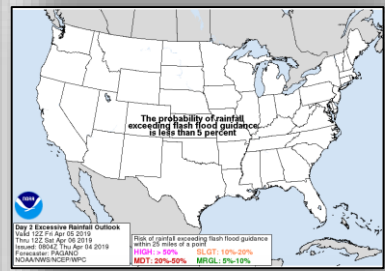 The probability of rainfall
exceeding flash flood guidance
is less than 5 percent
NOAA
Day 2 Excessive Rainfall Outlook
Valid 12Z Fri Apr 05 2019
Thru 12Z Sat Apr 06 2019
Issued: 0804Z Thu Apr 04 2019
Forecaster: PAGANO
NOAA/NWS/NCEP/WPC
Risk of rainfall exceeding flash flood guidance
within 25 miles of a point
HIGH: > 50% SLGT: 10%-20%
MDT: 20%-50% MRGL: 5%-10%